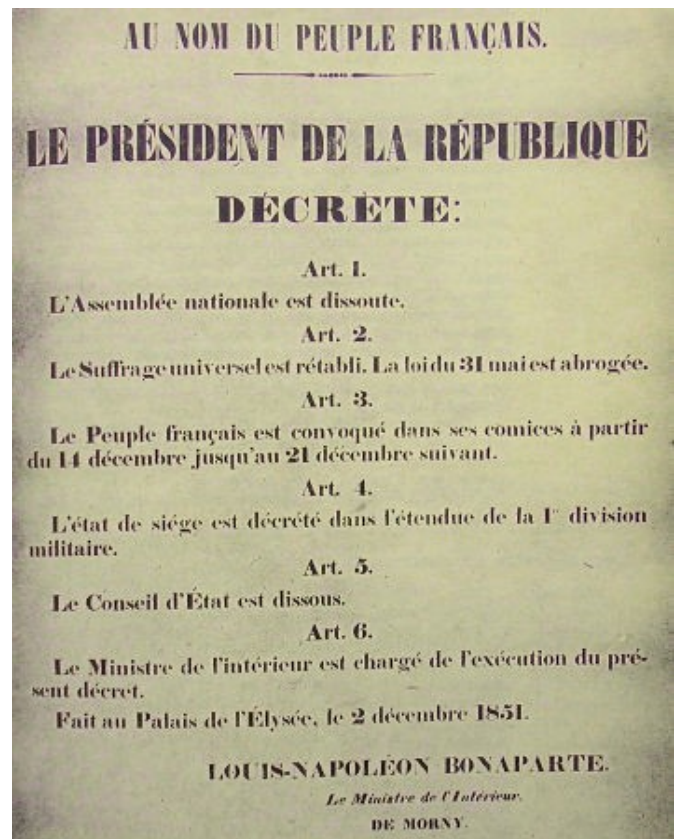 AU NOM DU PEUPLE FRANÇAIS.
LE PRÉSIDENT DE LA RÉPUBLIQUE
DÉCRÈTE:
Art. 1.
L'Assemblée nationale est dissoute.
Art. 2.
Le Suffrage universel est rétabli. La loi du 31 mai est abrogée.
Art. 3.
Le Peuple français est convoqué dans ses comices à partir
du 14 décembre jusqu'au 21 décembre suivant.
Art. 4.
L'état de siége est décrété dans l'étendue de la 1re division
militaire.
Art. 5.
Le Conseil d'État est dissous.
Art. 6.
Le Ministre de l'intérieur est chargé de l'exécution du pré-
sent décret.
Fait au Palais de l'Élysée, le 2 décembre 1851.
LOUIS-NAPOLÉON BONAPARTE.
Le Ministre de l'Intérieur,
DE MORNY.